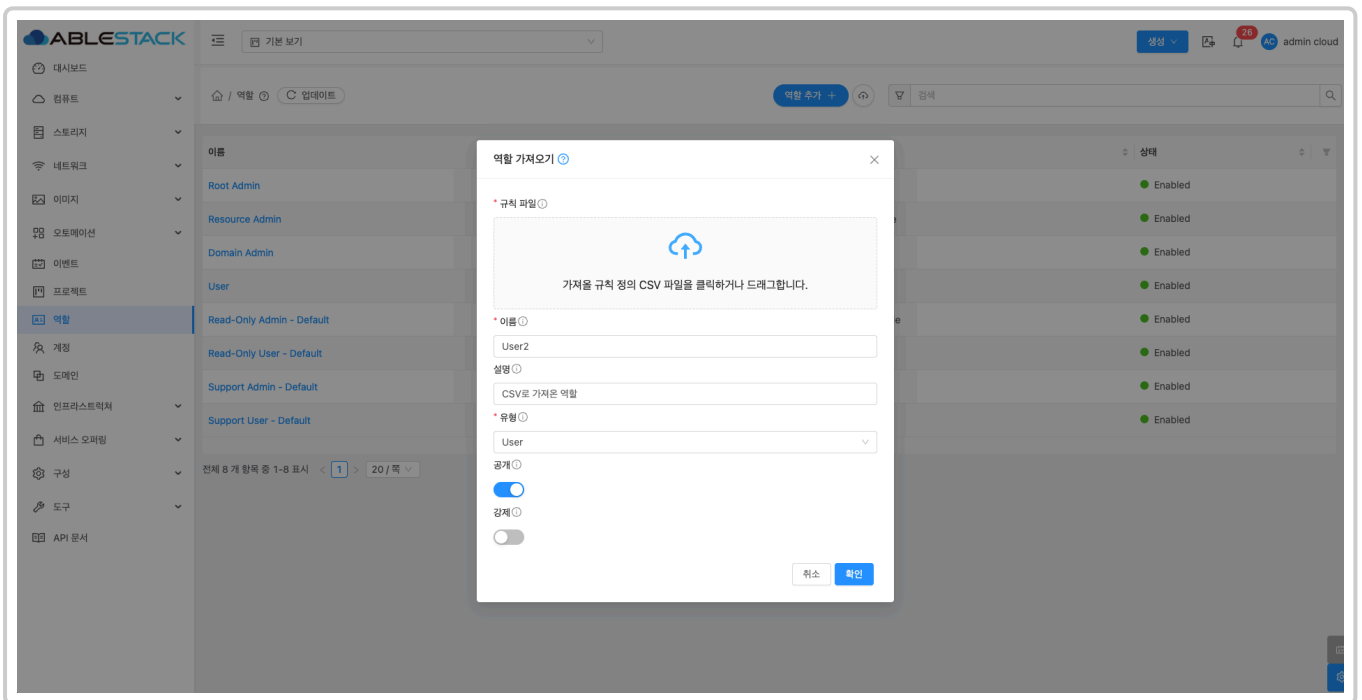 ABLESTACK
기본 보기
생성
26
AC
admin cloud
대시보드
컴퓨트
스토리지
네트워크
이미지
오토메이션
이벤트
프로젝트
역할
계정
도메인
인프라스트럭쳐
서비스 오퍼링
구성
도구
API 문서
/ 역할
업데이트
역할 추가 +
검색
이름
상태
Root Admin
Enabled
Resource Admin
Enabled
Domain Admin
Enabled
User
Enabled
Read-Only Admin - Default
e
Enabled
Read-Only User - Default
Enabled
Support Admin - Default
Enabled
Support User - Default
Enabled
전체 8 개 항목 중 1-8 표시 < 1 > 20 / 쪽
역할 가져오기
* 규칙 파일
가져올 규칙 정의 CSV 파일을 클릭하거나 드래그합니다.
* 이름
User2
설명
CSV로 가져온 역할
* 유형
User
공개
강제
취소
확인